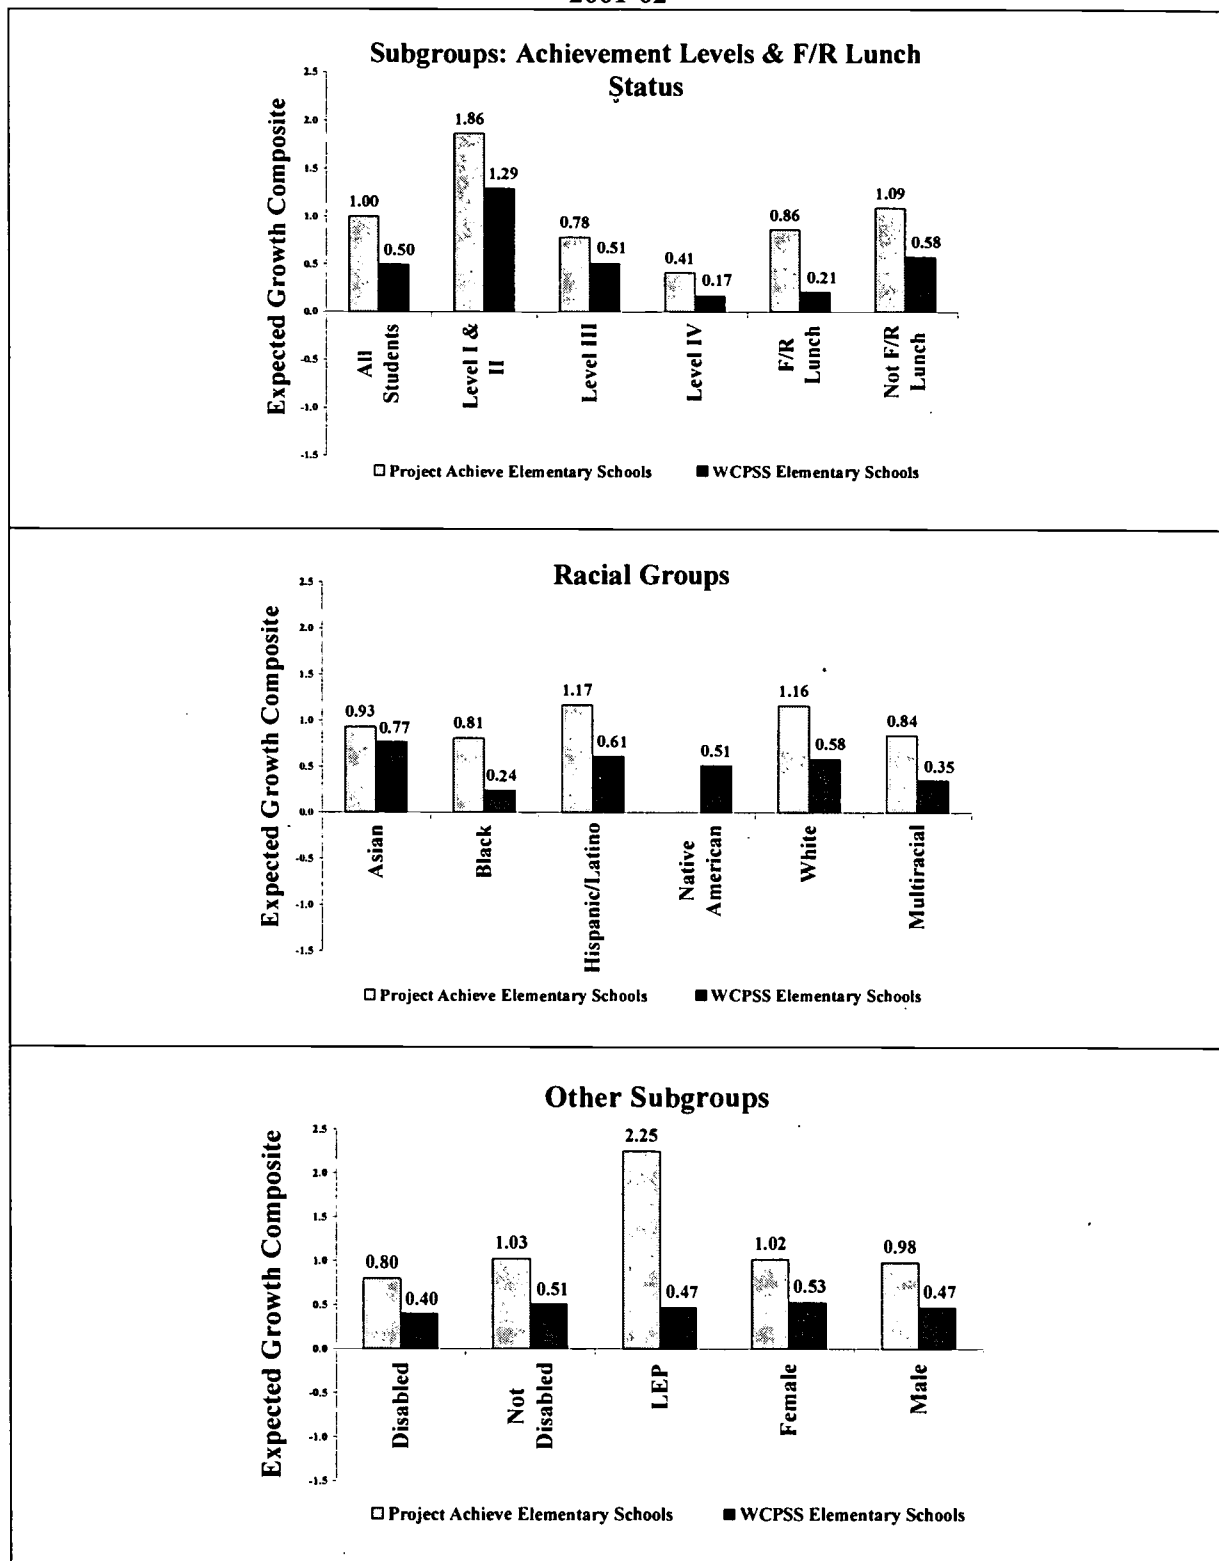 2001-02
Subgroups: Achievement Levels & F/R Lunch
Status
Expected Growth Composite
2.5
2.0
1.5
1.0
0.5
0.0
-0.5
-1.0
-1.5
1.00
0.50
1.86
1.29
0.78
0.51
0.41
0.17
0.86
0.21
1.09
0.58
All
Students
Level I &
II
Level III
Level IV
F/R
Lunch
Not F/R
Lunch
Project Achieve Elementary Schools
WCPSS Elementary Schools
Racial Groups
Expected Growth Composite
2.5
2.0
1.5
1.0
0.5
0.0
-0.5
-1.0
-1.5
0.93
0.77
0.81
0.24
1.17
0.61
0.51
1.16
0.58
0.84
0.35
Asian
Black
Hispanic/Latino
Native
American
White
Multiracial
Project Achieve Elementary Schools
WCPSS Elementary Schools
Other Subgroups
Expected Growth Composite
2.5
2.0
1.5
1.0
0.5
0.0
-0.5
-1.0
-1.5
0.80
0.40
1.03
0.51
2.25
0.47
1.02
0.53
0.98
0.47
Disabled
Not
Disabled
LEP
Female
Male
Project Achieve Elementary Schools
WCPSS Elementary Schools